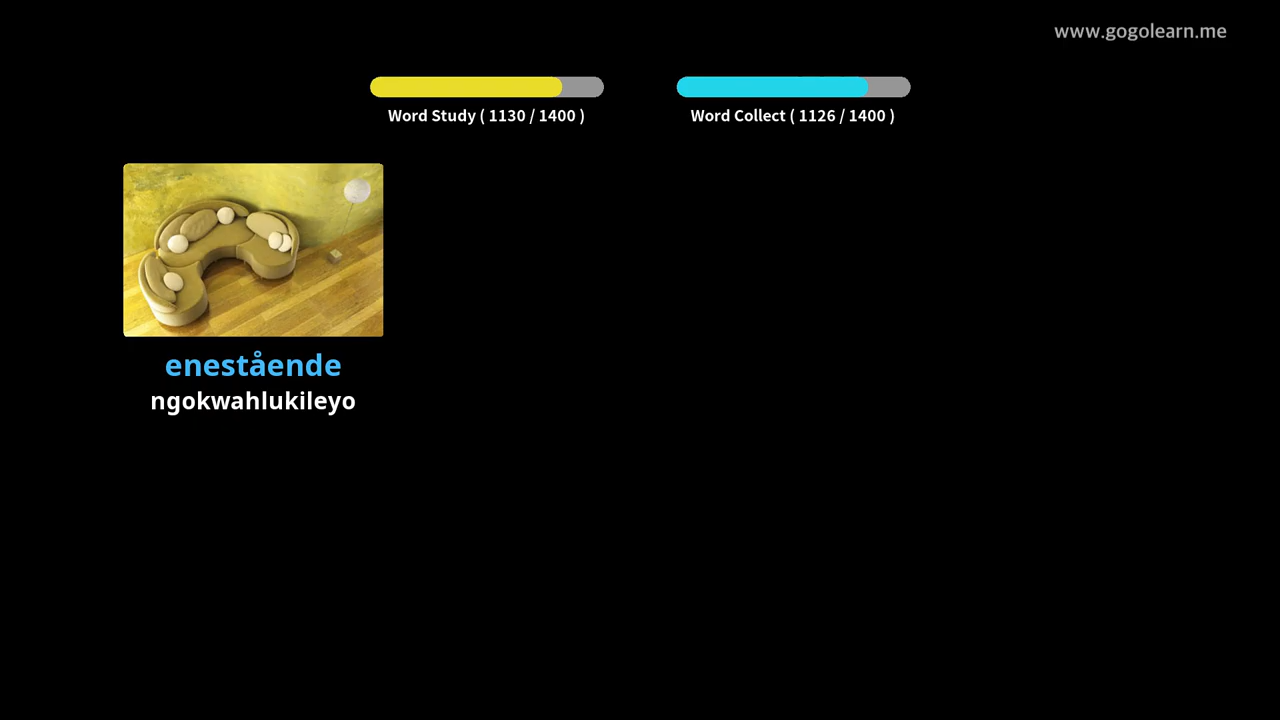 www.gogolearn.me
Word Study ( 1130 / 1400 )
Word Collect ( 1126 / 1400 )
enestående
ngokwahlukileyo